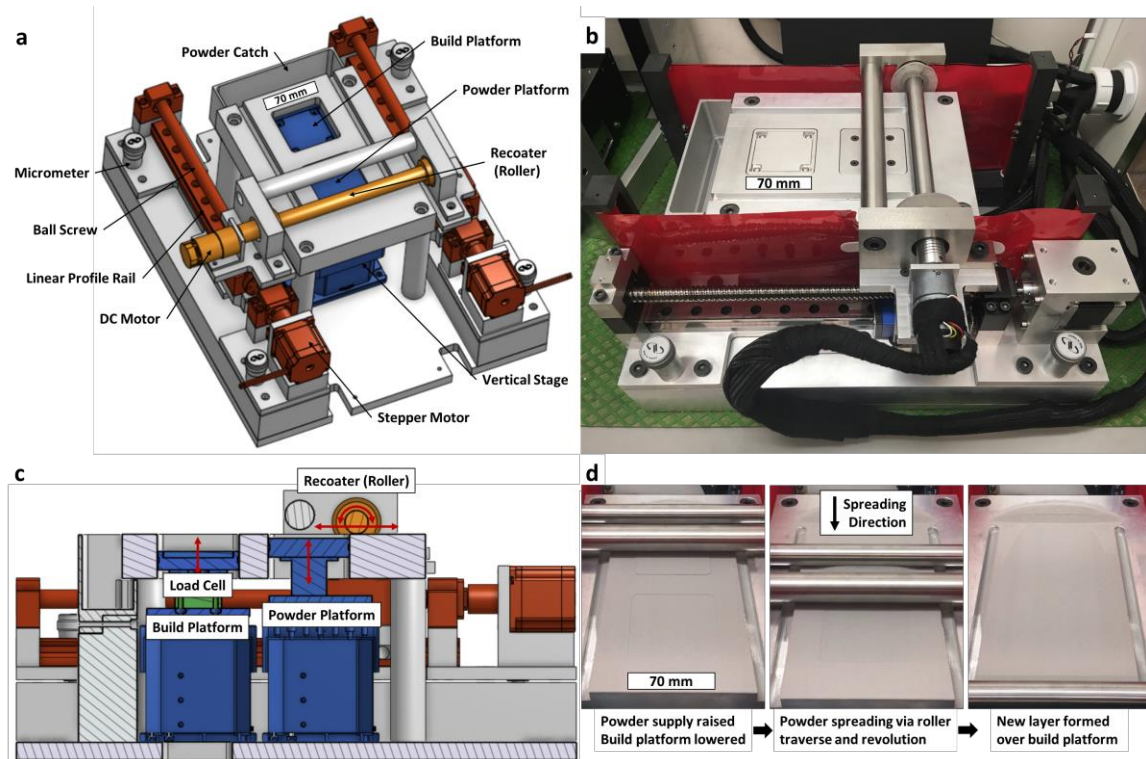 a
Powder Catch
Build Platform
70 mm
Powder Platform
Recoater
(Roller)
Micrometer
Ball Screw
Linear Profile Rail
DC Motor
Vertical Stage
Stepper Motor
b
70 mm
c
Recoater (Roller)
Load Cell
Build Platform
Powder Platform
d
Spreading
Direction
70 mm
Powder supply raised
Build platform lowered
Powder spreading via roller
traverse and revolution
New layer formed
over build platform